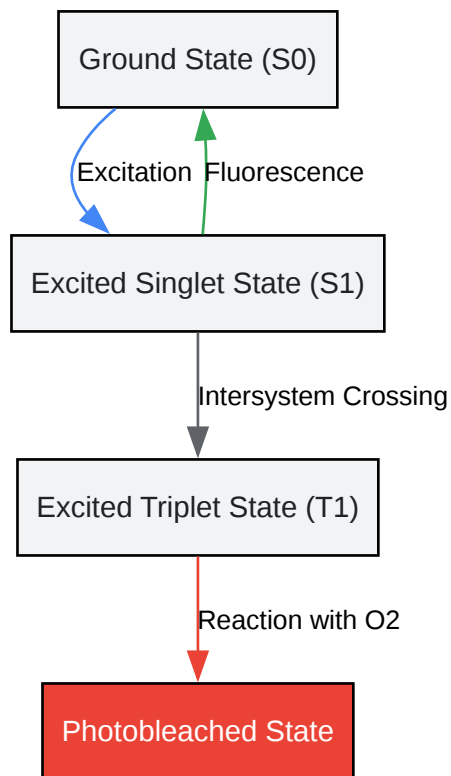 Ground State (S0)
Excitation
Fluorescence
Excited Singlet State (S1)
Intersystem Crossing
Excited Triplet State (T1)
Reaction with O2
Photobleached State